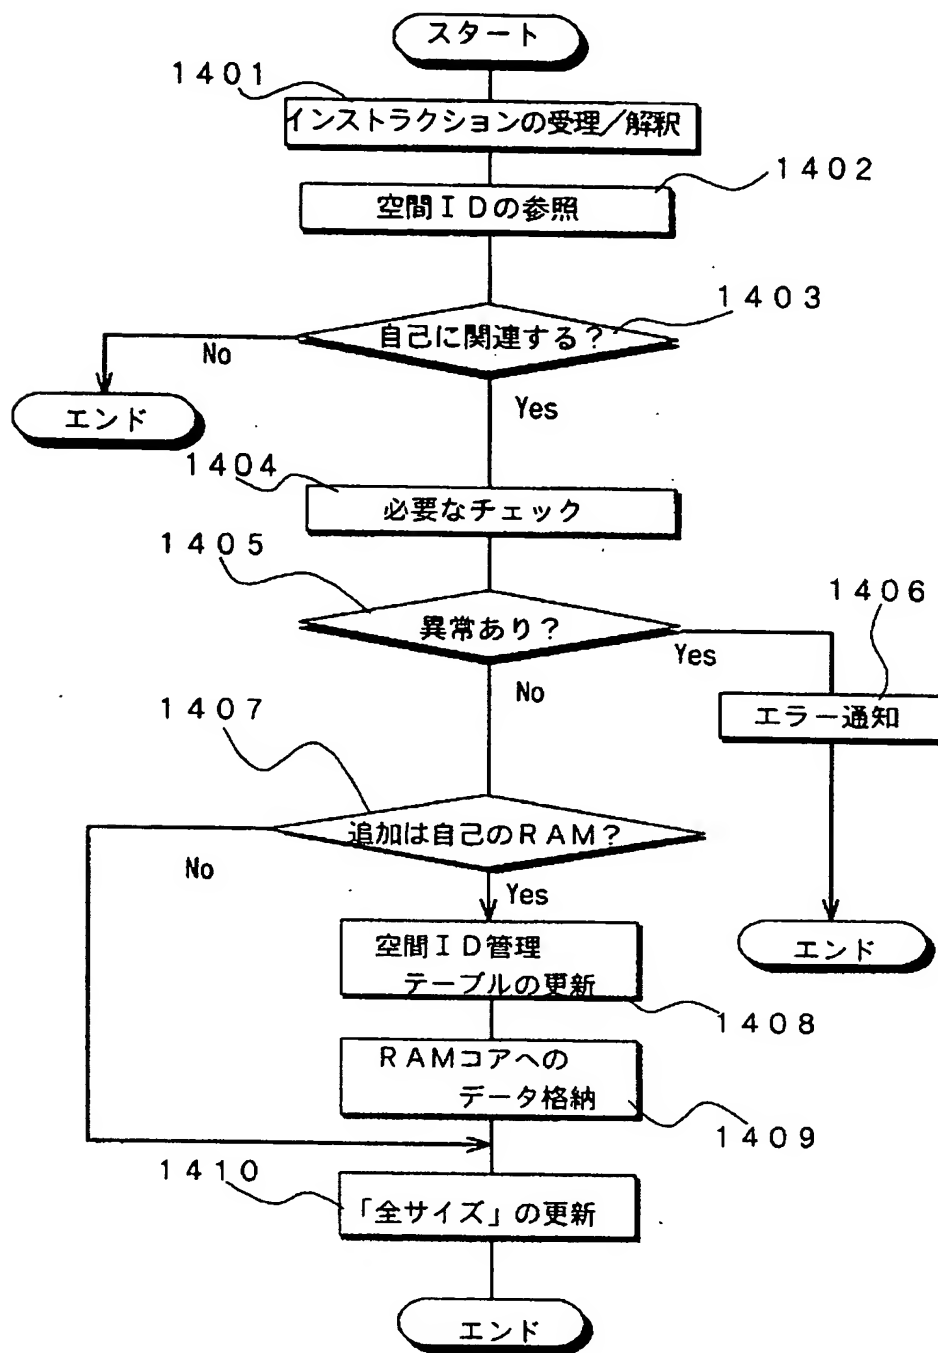 スタート
1401
インストラクションの受理／解釈
1402
空間IDの参照
1403
自己に関連する？
No
Yes
エンド
1404
必要なチェック
1405
異常あり？
Yes
No
1406
エラー通知
1407
追加は自己のRAM？
No
Yes
エンド
空間ID管理
テーブルの更新
1408
RAMコアへの
データ格納
1409
1410
「全サイズ」の更新
エンド